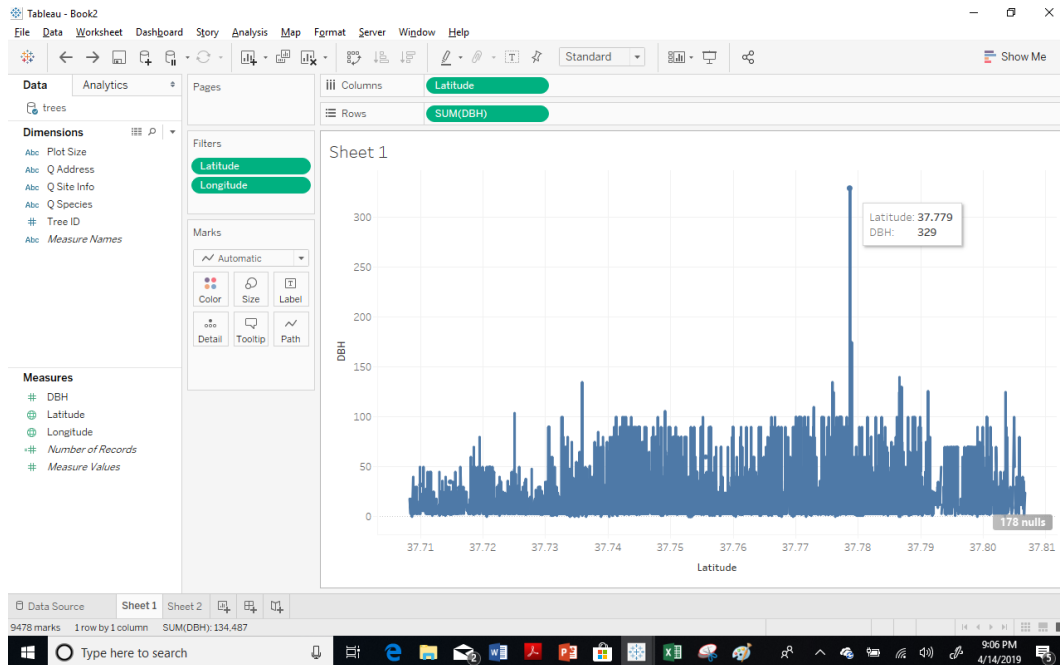 Tableau - Book2
File Data Worksheet Dashboard Story Analysis Map Format Server Window Help
Standard
Show Me
Data Analytics
trees
Dimensions
Abc Plot Size
Abc Q Address
Abc Q Site Info
Abc Q Species
# Tree ID
Abc Measure Names
Measures
# DBH
Latitude
Longitude
=# Number of Records
# Measure Values
Pages
Filters
Latitude
Longitude
Marks
Automatic
Color Size Label
Detail Tooltip Path
Columns Latitude
Rows SUM(DBH)
Sheet 1
DBH
300
250
200
150
100
50
0
Latitude: 37.779
DBH: 329
178 nulls
37.71 37.72 37.73 37.74 37.75 37.76 37.77 37.78 37.79 37.80 37.81
Latitude
Data Source Sheet 1 Sheet 2
9478 marks 1 row by 1 column SUM(DBH): 134,487
Type here to search
9:06 PM
4/14/2019